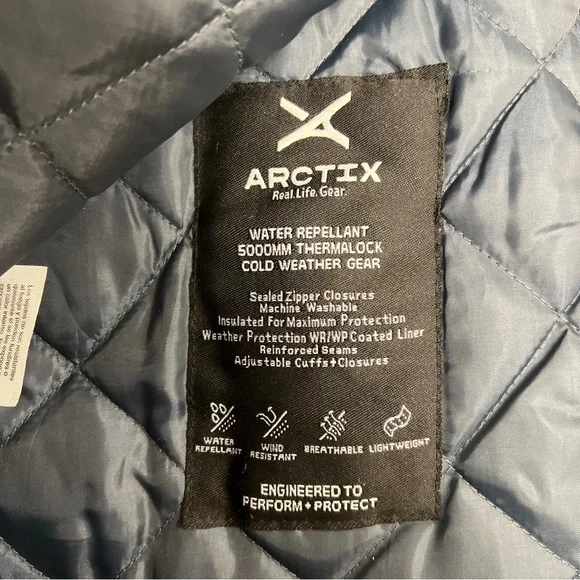 ARCTIX
Real.Life.Gear.
WATER REPELLANT
5000MM THERMALOCK
COLD WEATHER GEAR
Sealed Zipper Closures
Machine Washable
Insulated For Maximum Protection
Weather Protection WR/WP Coated Liner
Reinforced Seams
Adjustable Cuffs+Closures
WATER
REPELLANT
WIND
RESISTANT
BREATHABLE
LIGHTWEIGHT
ENGINEERED TO
PERFORM+PROTECT